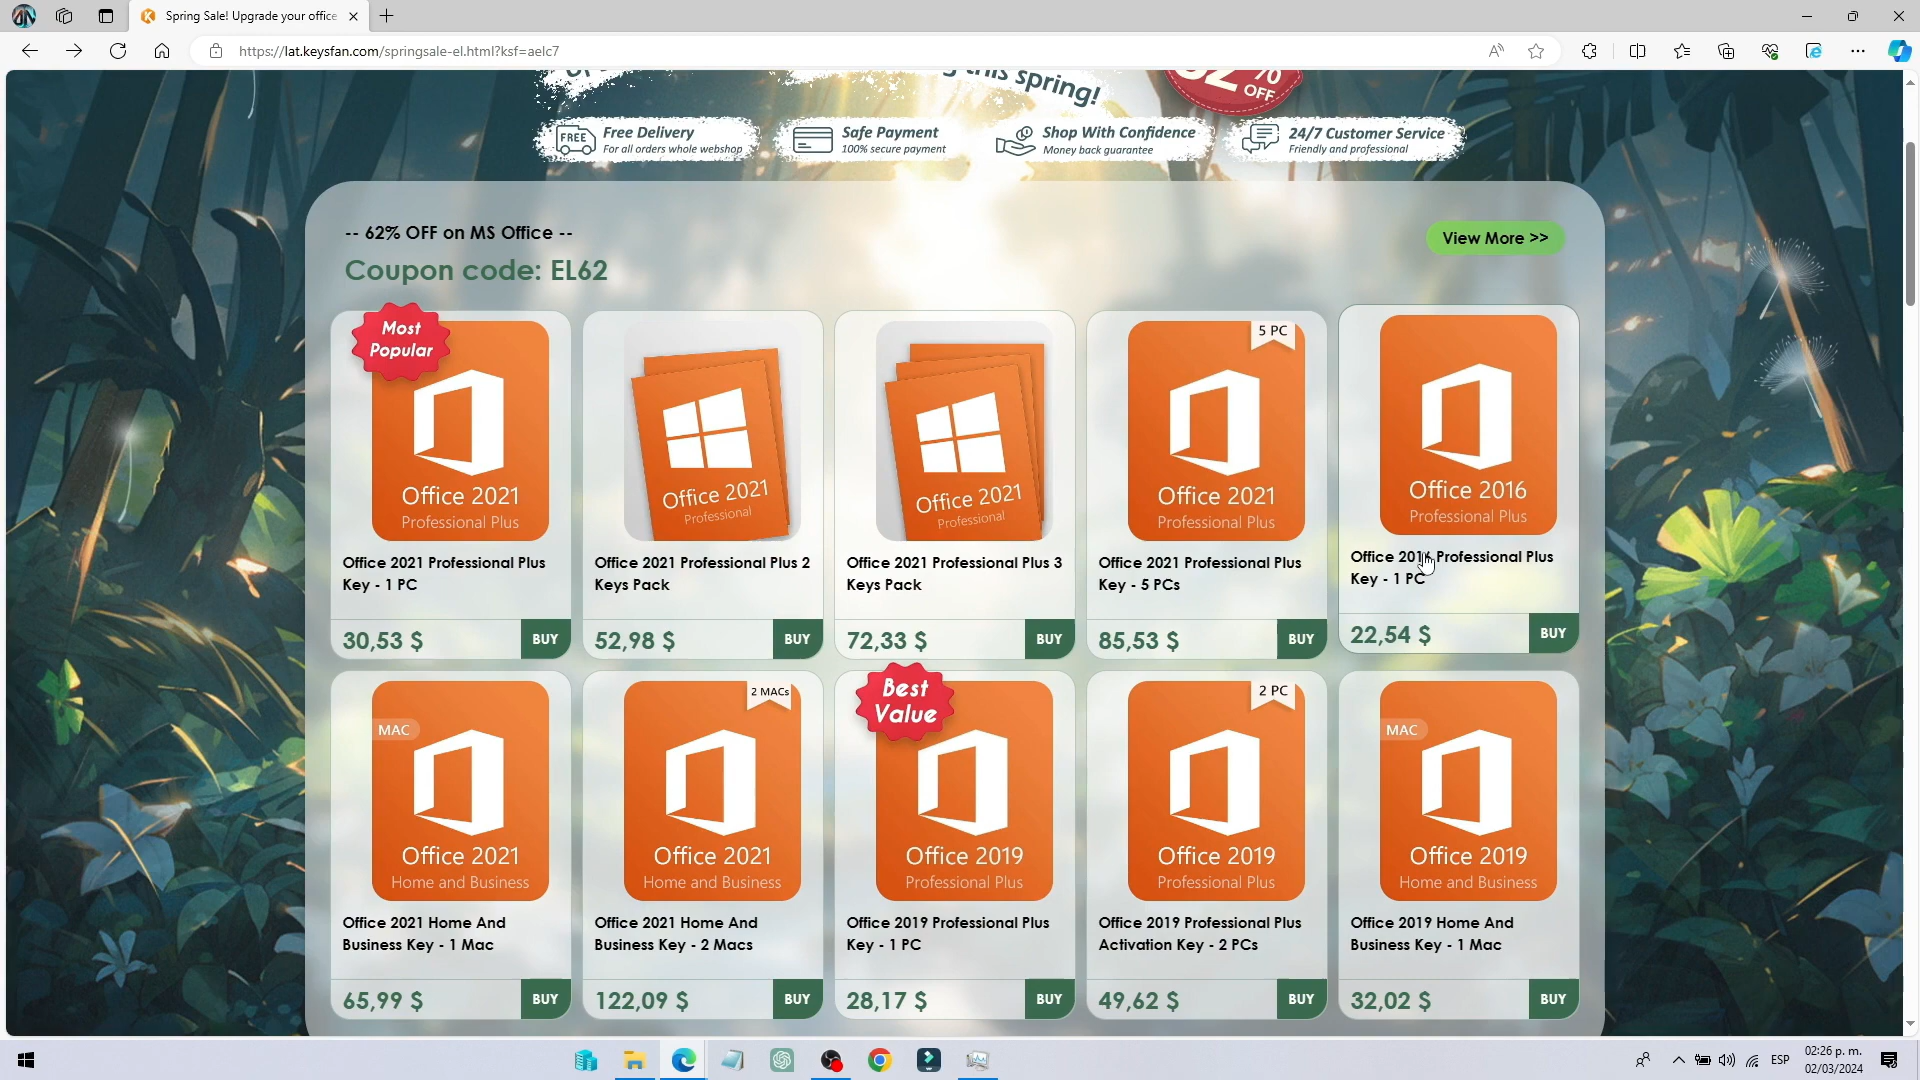 Spring Sale! Upgrade your office
https://lat.keysfan.com/springsale-el.html?ksf=aelc7
this spring!
% OFF
FREE
Free Delivery
For all orders whole webshop
Safe Payment
100% secure payment
Shop With Confidence
Money back guarantee
24/7 Customer Service
Friendly and professional
-- 62% OFF on MS Office --
View More >>
Coupon code: EL62
Most
Popular
Office 2021
Professional Plus
Office 2021 Professional Plus
Key - 1 PC
30,53 $
BUY
Office 2021
Professional
Office 2021 Professional Plus 2
Keys Pack
52,98 $
BUY
Office 2021
Professional
Office 2021 Professional Plus 3
Keys Pack
72,33 $
BUY
5 PC
Office 2021
Professional Plus
Office 2021 Professional Plus
Key - 5 PCs
85,53 $
BUY
Office 2016
Professional Plus
Office 2016 Professional Plus
Key - 1 PC
22,54 $
BUY
MAC
Office 2021
Home and Business
Office 2021 Home And
Business Key - 1 Mac
65,99 $
BUY
2 MACs
Office 2021
Home and Business
Office 2021 Home And
Business Key - 2 Macs
122,09 $
BUY
Best
Value
Office 2019
Professional Plus
Office 2019 Professional Plus
Key - 1 PC
28,17 $
BUY
2 PC
Office 2019
Professional Plus
Office 2019 Professional Plus
Activation Key - 2 PCs
49,62 $
BUY
MAC
Office 2019
Home and Business
Office 2019 Home And
Business Key - 1 Mac
32,02 $
BUY
ESP
02:26 p. m.
02/03/2024